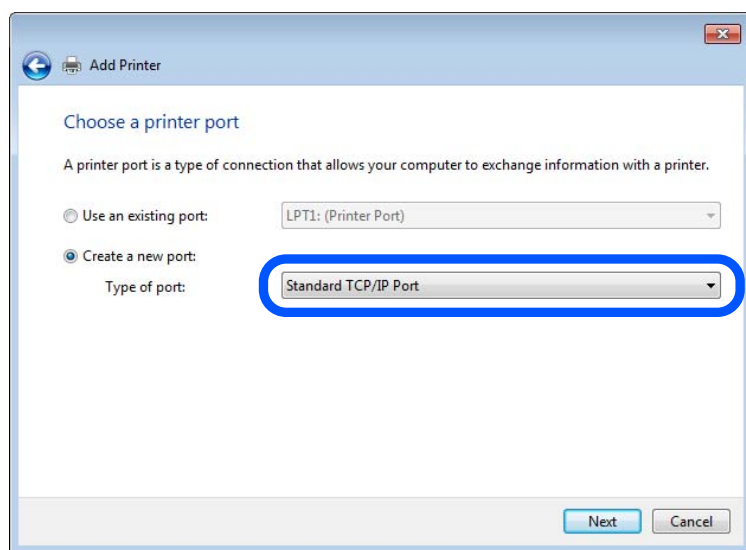 Add Printer
Choose a printer port
A printer port is a type of connection that allows your computer to exchange information with a printer.
Use an existing port: LPT1: (Printer Port)
Create a new port:
Type of port: Standard TCP/IP Port
Next Cancel